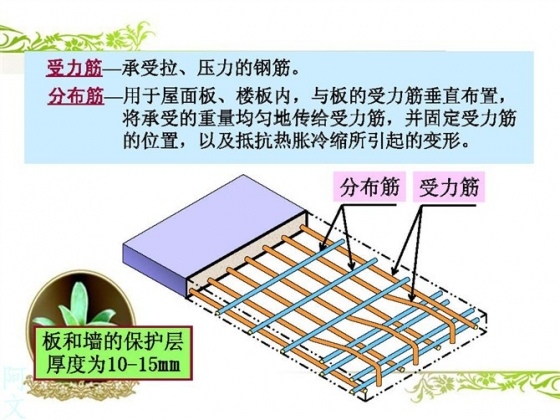 受力筋—承受拉、压力的钢筋。
分布筋—用于屋面板、楼板内，与板的受力筋垂直布置，
将承受的重量均匀地传给受力筋，并固定受力筋
的位置，以及抵抗热胀冷缩所引起的变形。
分布筋 受力筋
板和墙的保护层
厚度为10-15mm
阿文